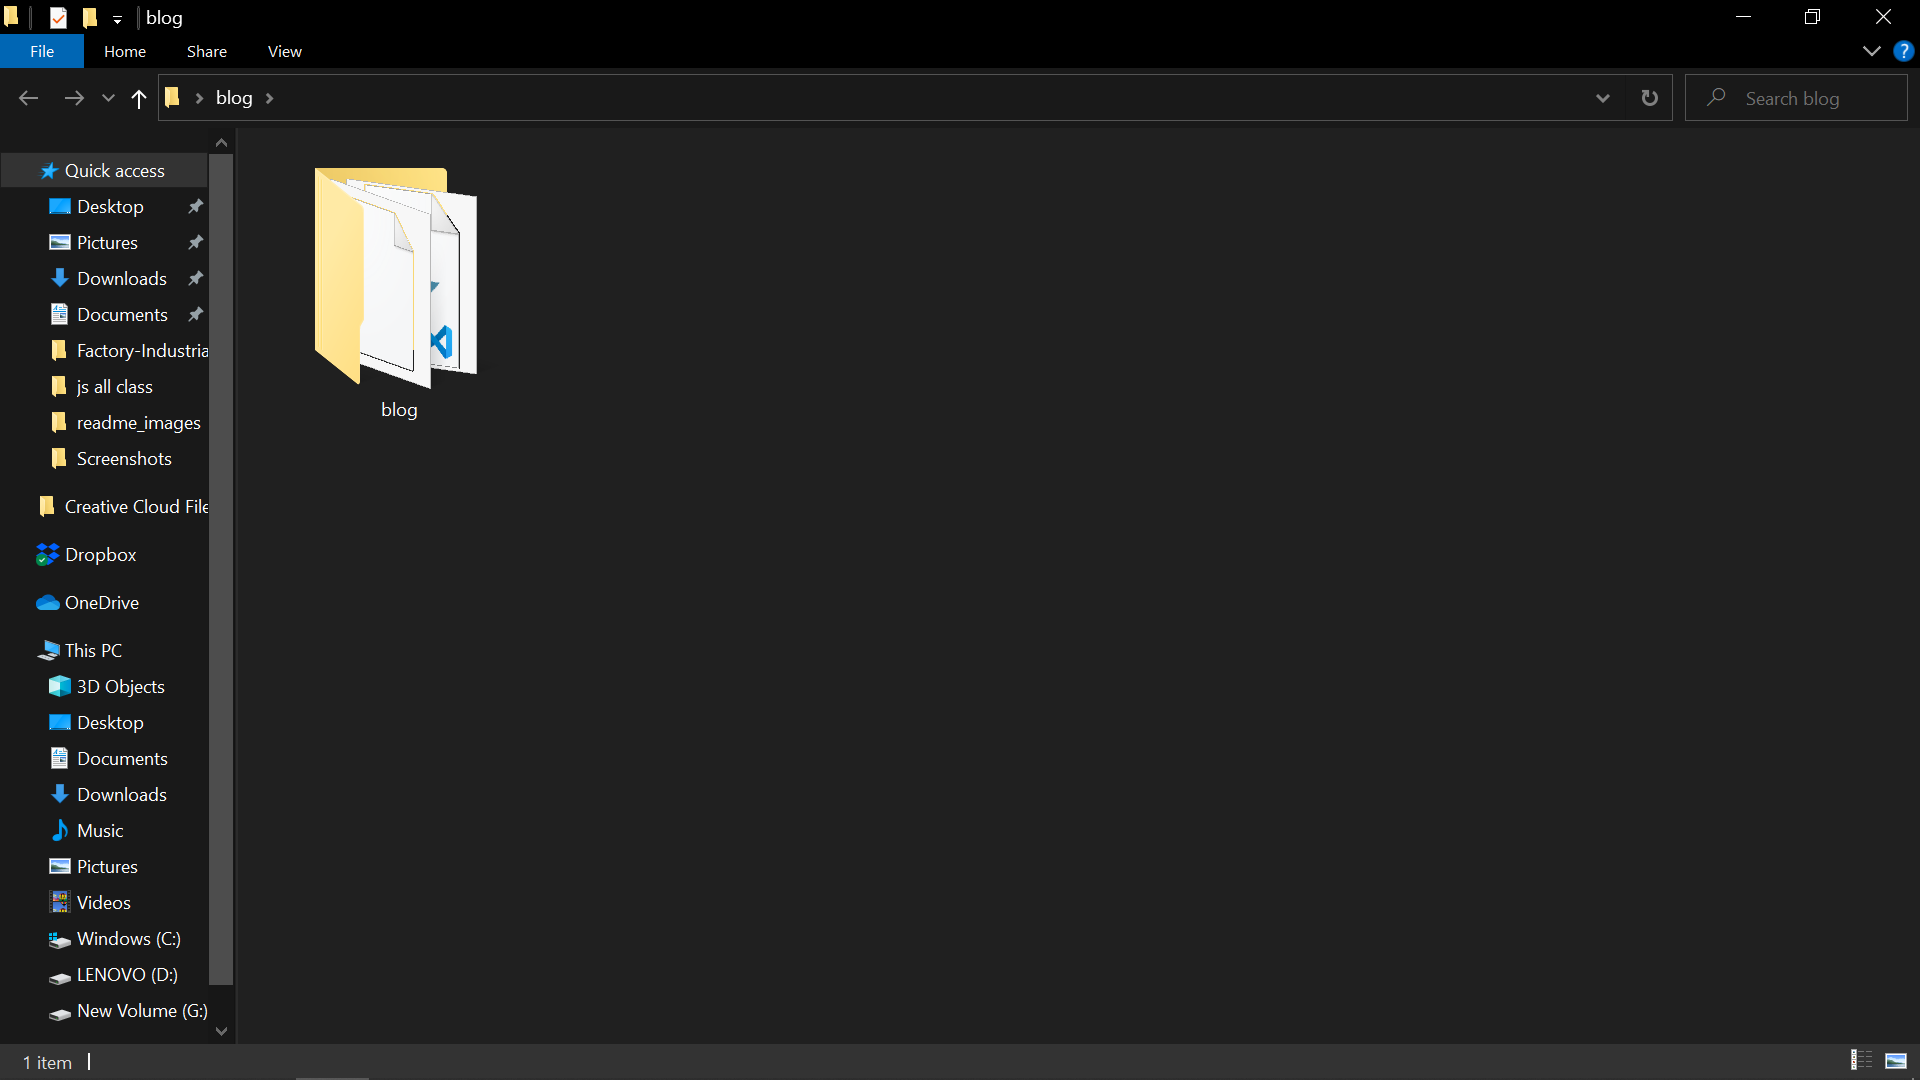 blog
File Home Share View
blog
Search blog
Quick access
Desktop
Pictures
Downloads
Documents
Factory-Industria
js all class
readme_images
Screenshots
Creative Cloud File
Dropbox
OneDrive
This PC
3D Objects
Desktop
Documents
Downloads
Music
Pictures
Videos
Windows (C:)
LENOVO (D:)
New Volume (G:)
blog
1 item